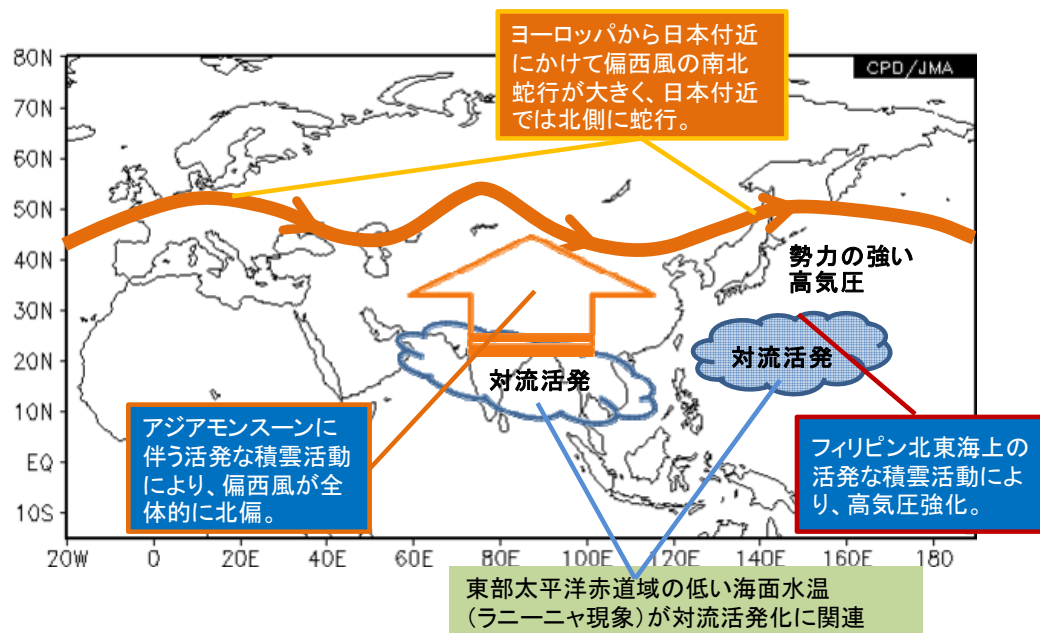 ヨーロッパから日本付近
にかけて偏西風の南北
蛇行が大きく、日本付近
では北側に蛇行。
CPD/JMA
80N
70N
60N
50N
40N
30N
20N
10N
EQ
10S
勢力の強い
高気圧
対流活発
対流活発
アジアモンスーンに
伴う活発な積雲活動
により、偏西風が全
体的に北偏。
フィリピン北東海上の
活発な積雲活動によ
り、高気圧強化。
20W 0 20E 40E 60E 80E 100E 120E 140E 160E 180
東部太平洋赤道域の低い海面水温
(ラニーニャ現象)が対流活発化に関連